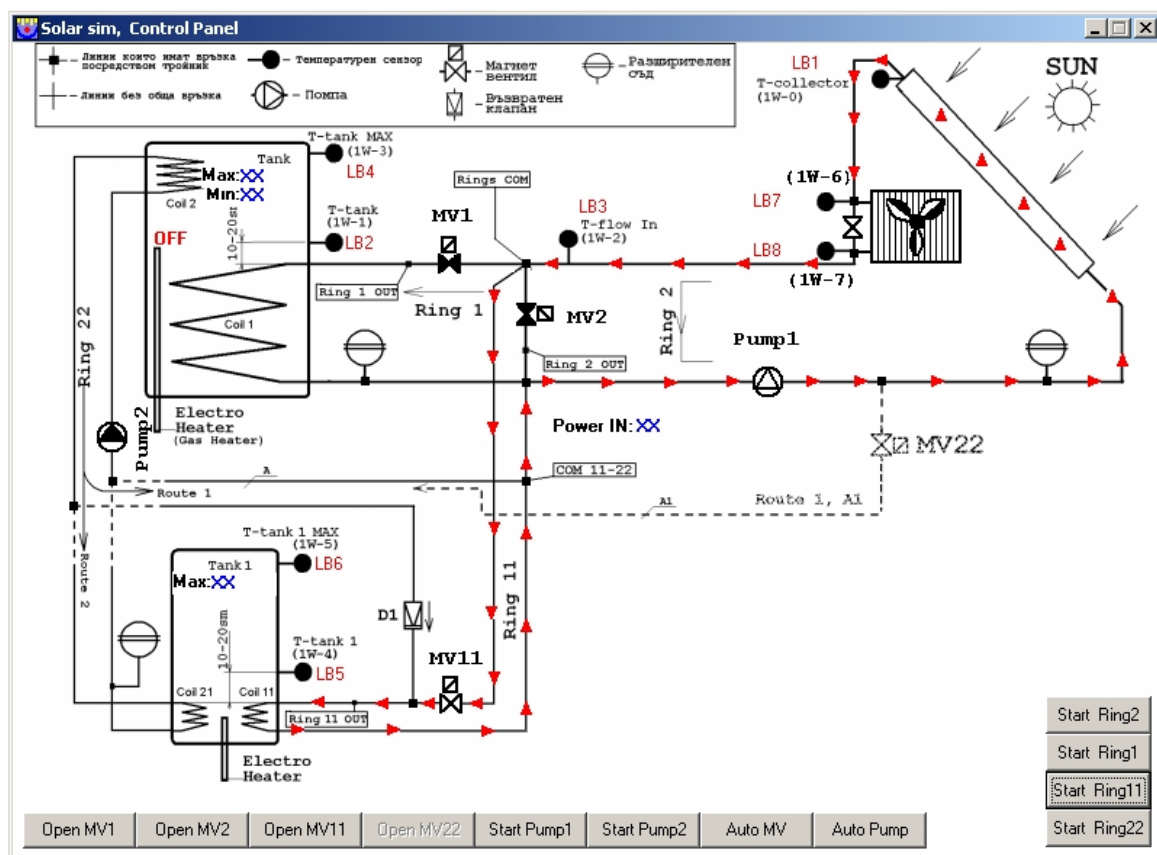 Solar sim, Control Panel
Линии които имат връзка
посредством тройник
Температурен сензор
Магнет
вентил
Разширителен
съд
Линии без обща връзка
Помпа
Възвратен
клапан
LB1
T-collector
(1W-0)
SUN
T-tank MAX
(1W-3)
LB4
Tank
Max:XX
Min:XX
Coil 2
Rings COM
(1W-6)
LB7
T-tank
(1W-1)
LB2
MV1
LB3
T-flow In
(1W-2)
OFF
10-20sm
LB8
(1W-7)
Ring 1 OUT
Ring 1
Coil 1
Ring 22
MV2
Ring 2
Pump1
Ring 2 OUT
Electro
Heater
(Gas Heater)
Pump2
Power IN: XX
MV22
A
COM 11-22
Route 1
Route 1, A1
A1
T-tank 1 MAX
(1W-5)
LB6
Tank 1
Max:XX
Route 2
Ring 11
D1
10-20sm
T-tank 1
(1W-4)
LB5
MV11
Coil 21
Coil 11
Ring 11 OUT
Electro
Heater
Start Ring2
Start Ring1
Start Ring11
Start Ring22
Open MV1
Open MV2
Open MV11
Open MV22
Start Pump1
Start Pump2
Auto MV
Auto Pump